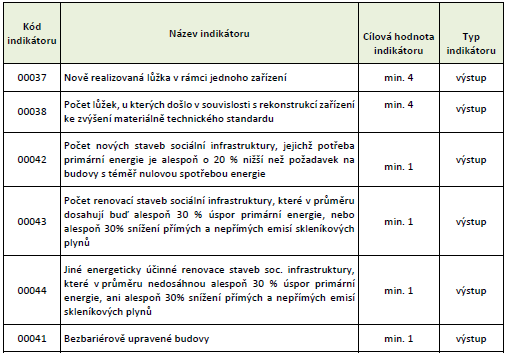 Kód indikátoru
Název indikátoru
Cílová hodnota indikátoru
Typ indikátoru
00037
Nově realizovaná lůžka v rámci jednoho zařízení
min. 4
výstup
00038
Počet lůžek, u kterých došlo v souvislosti s rekonstrukcí zařízení
ke zvýšení materiálně technického standardu
min. 4
výstup
00042
Počet nových staveb sociální infrastruktury, jejichž potřeba
primární energie je alespoň o 20 % nižší než požadavek na
budovy s téměř nulovou spotřebou energie
min. 1
výstup
00043
Počet renovací staveb sociální infrastruktury, které v průměru
dosahují buď alespoň 30 % úspor primární energie, nebo
alespoň 30% snížení přímých a nepřímých emisí skleníkových
plynů
min. 1
výstup
00044
Jiné energeticky účinné renovace staveb soc. infrastruktury,
které v průměru nedosáhnou alespoň 30 % úspor primární
energie, ani alespoň 30% snížení přímých a nepřímých emisí
skleníkových plynů
min. 1
výstup
00041
Bezbariérově upravené budovy
min. 1
výstup